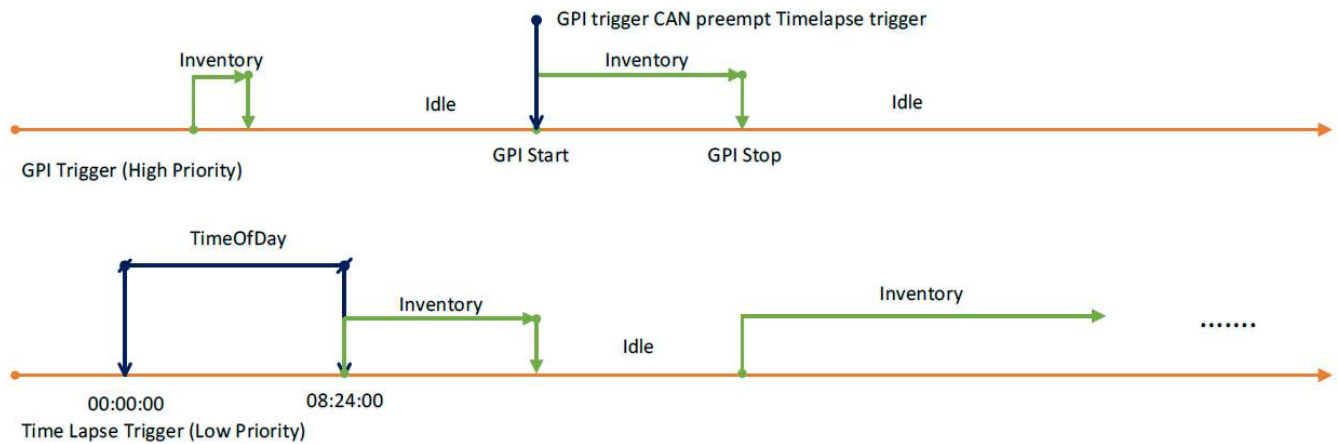 GPI trigger CAN preempt Timelapse trigger
Inventory
Inventory
Idle
Idle
GPI Start
GPI Stop
GPI Trigger (High Priority)
TimeOfDay
Inventory
Inventory
Idle
.......
00:00:00
08:24:00
Time Lapse Trigger (Low Priority)